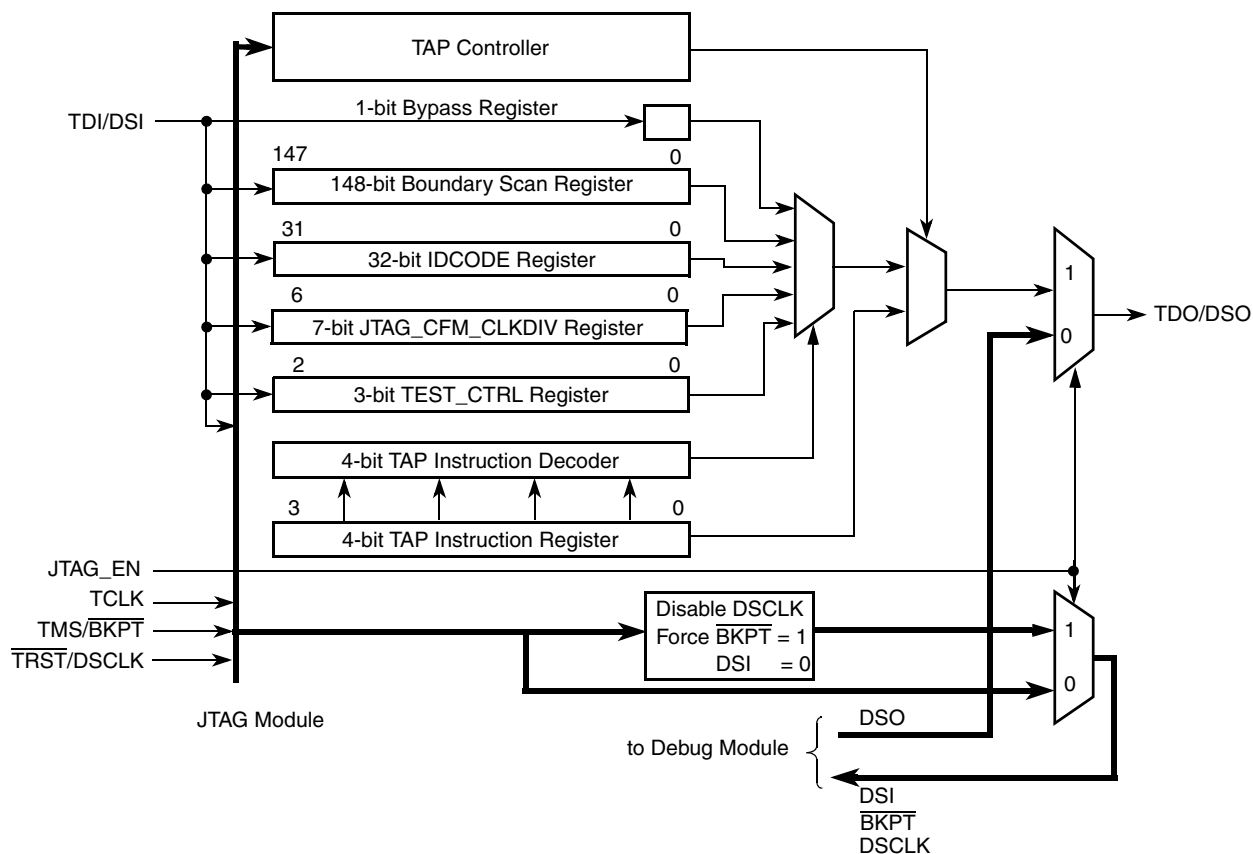 TAP Controller
1-bit Bypass Register
TDI/DSI
147 0
148-bit Boundary Scan Register
31 0
32-bit IDCODE Register
6 0
7-bit JTAG_CFM_CLKDIV Register
1
TDO/DSO
0
2 0
3-bit TEST_CTRL Register
4-bit TAP Instruction Decoder
3 0
4-bit TAP Instruction Register
JTAG_EN
TCLK
TMS/BKPT
TRST/DSCLK
Disable DSCLK
Force BKPT = 1
DSI = 0
1
0
JTAG Module
DSO
to Debug Module
DSI
BKPT
DSCLK